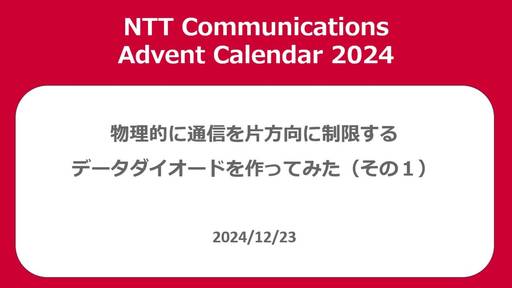 NTT Communications
Advent Calendar 2024
物理的に通信を片方向に制限する
データダイオードを作ってみた（その１）
2024/12/23